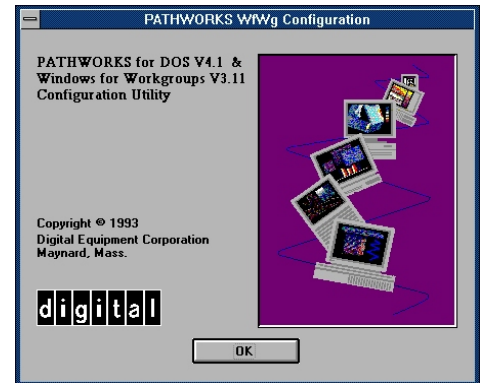 PATHWORKS WfWg Configuration
PATHWORKS for DOS V4.1 &
Windows for Workgroups V3.11
Configuration Utility
Copyright © 1993
Digital Equipment Corporation
Maynard, Mass.
digital
OK